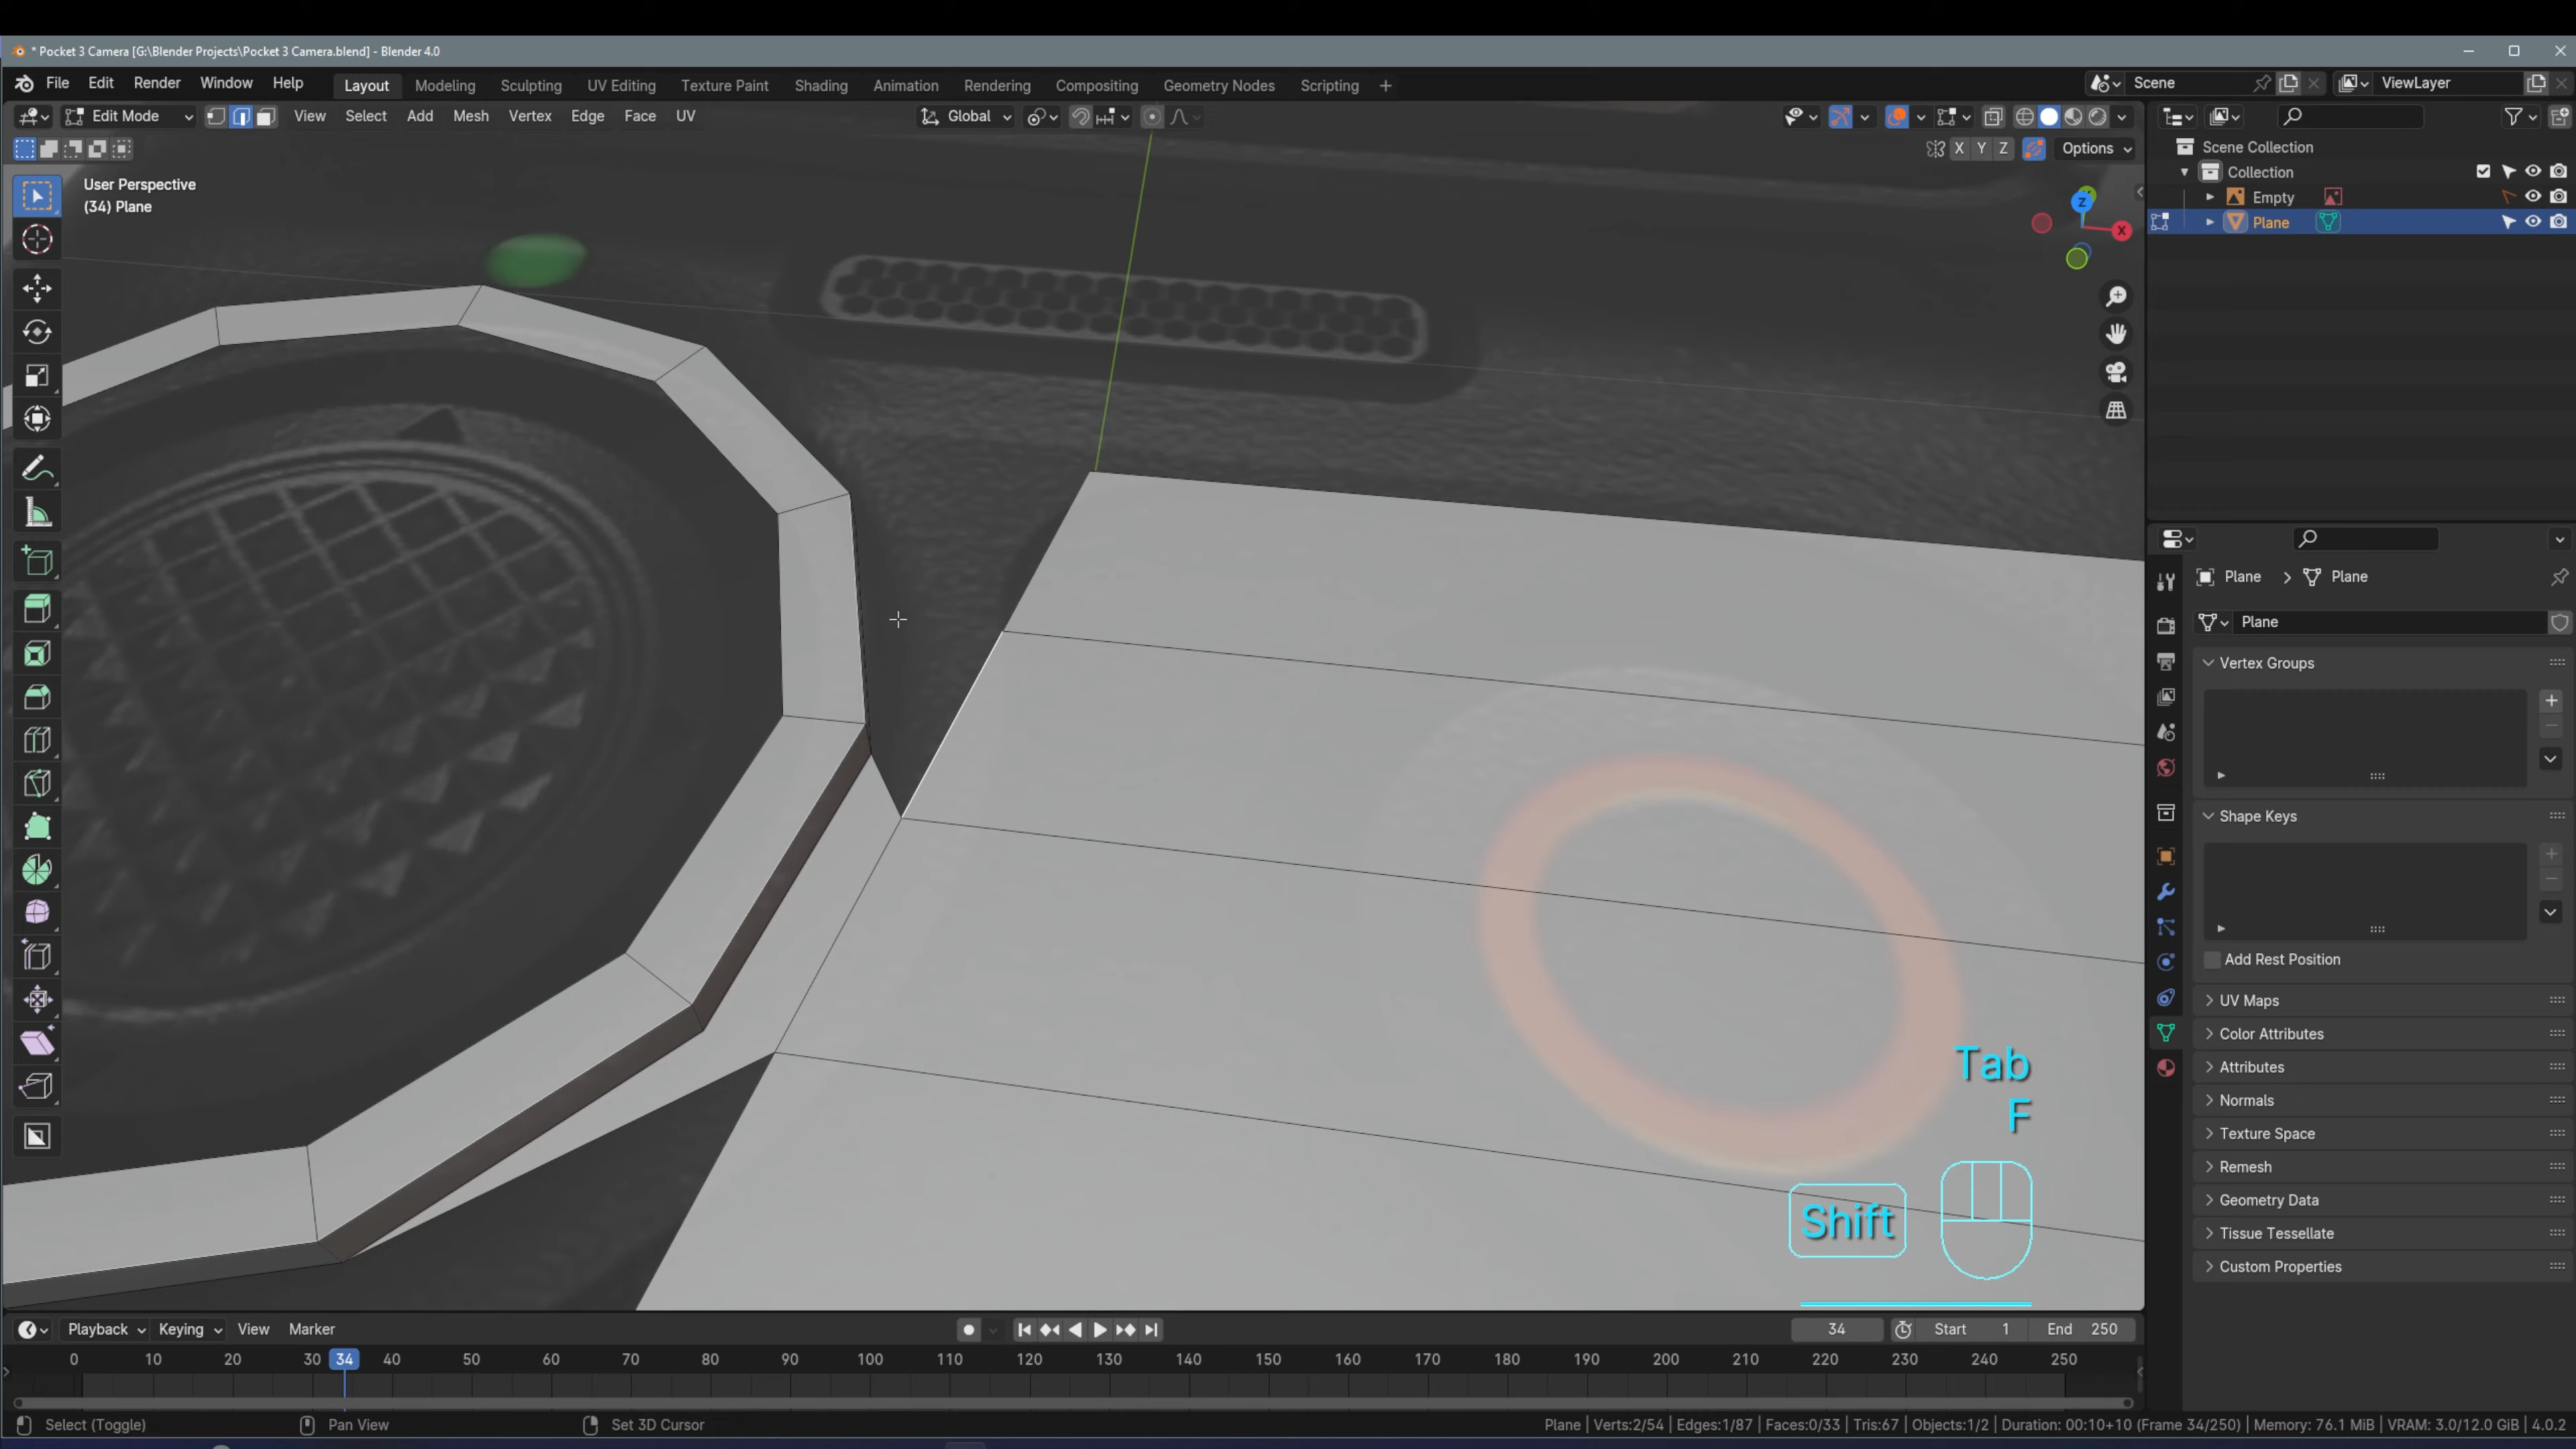 * Pocket 3 Camera [G:\Blender Projects\Pocket 3 Camera.blend] - Blender 4.0
File Edit Render Window Help Layout Modeling Sculpting UV Editing Texture Paint Shading Animation Rendering Compositing Geometry Nodes Scripting + Scene ViewLayer
Edit Mode View Select Add Mesh Vertex Edge Face UV Global
X Y Z Options
User Perspective
(34) Plane
Z
X
Scene Collection
Collection
Empty
Plane
Plane > Plane
Plane
Vertex Groups
Shape Keys
Add Rest Position
UV Maps
Color Attributes
Attributes
Normals
Texture Space
Remesh
Geometry Data
Tissue Tessellate
Custom Properties
Tab
F
Shift
Playback Keying View Marker 34 Start 1 End 250
0 10 20 30 34 40 50 60 70 80 90 100 110 120 130 140 150 160 170 180 190 200 210 220 230 240 250
Select (Toggle) Pan View Set 3D Cursor Plane | Verts:2/54 | Edges:1/87 | Faces:0/33 | Tris:67 | Objects:1/2 | Duration: 00:10+10 (Frame 34/250) | Memory: 76.1 MiB | VRAM: 3.0/12.0 GiB | 4.0.2